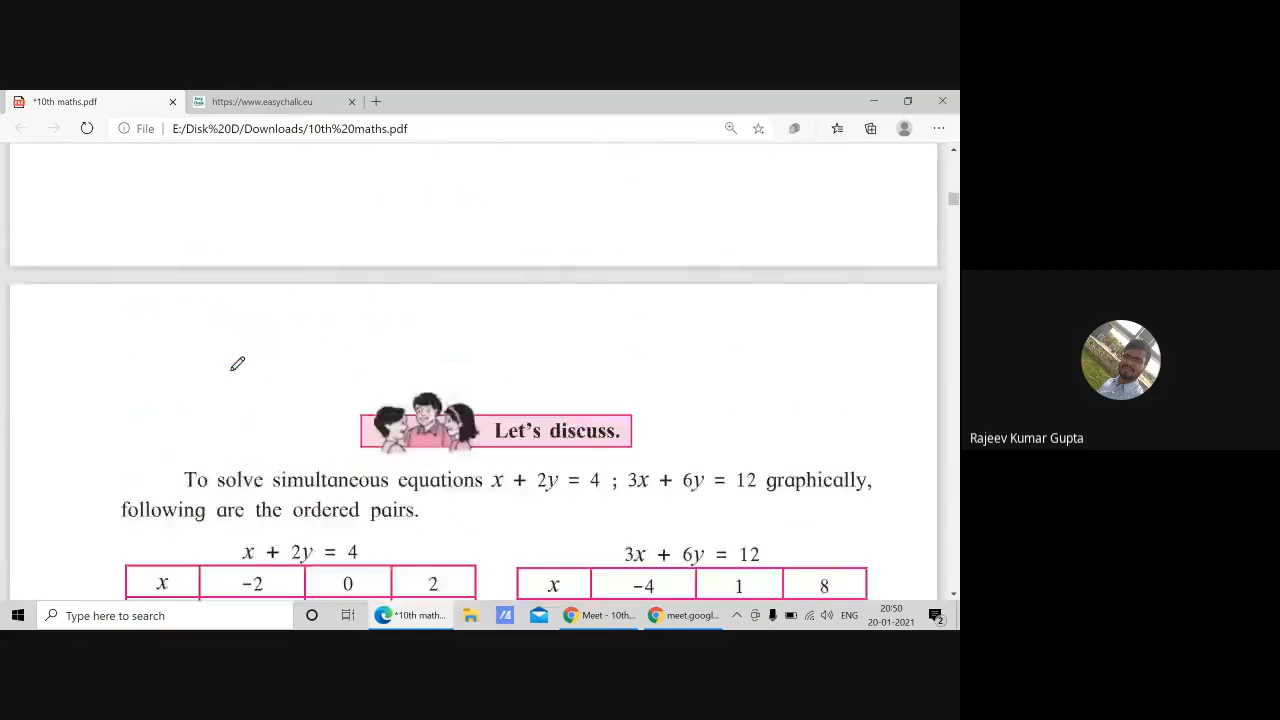 *10th maths.pdf
https://www.easychalk.eu
File
E:/Disk%20D/Downloads/10th%20maths.pdf
Let's discuss.
To solve simultaneous equations x + 2y = 4 ; 3x + 6y = 12 graphically,
following are the ordered pairs.
x + 2y = 4
3x + 6y = 12
x -2 0 2
x -4 1 8
Rajeev Kumar Gupta
Type here to search
*10th math...
Meet - 10th...
meet.googl...
ENG
20:50
20-01-2021
2